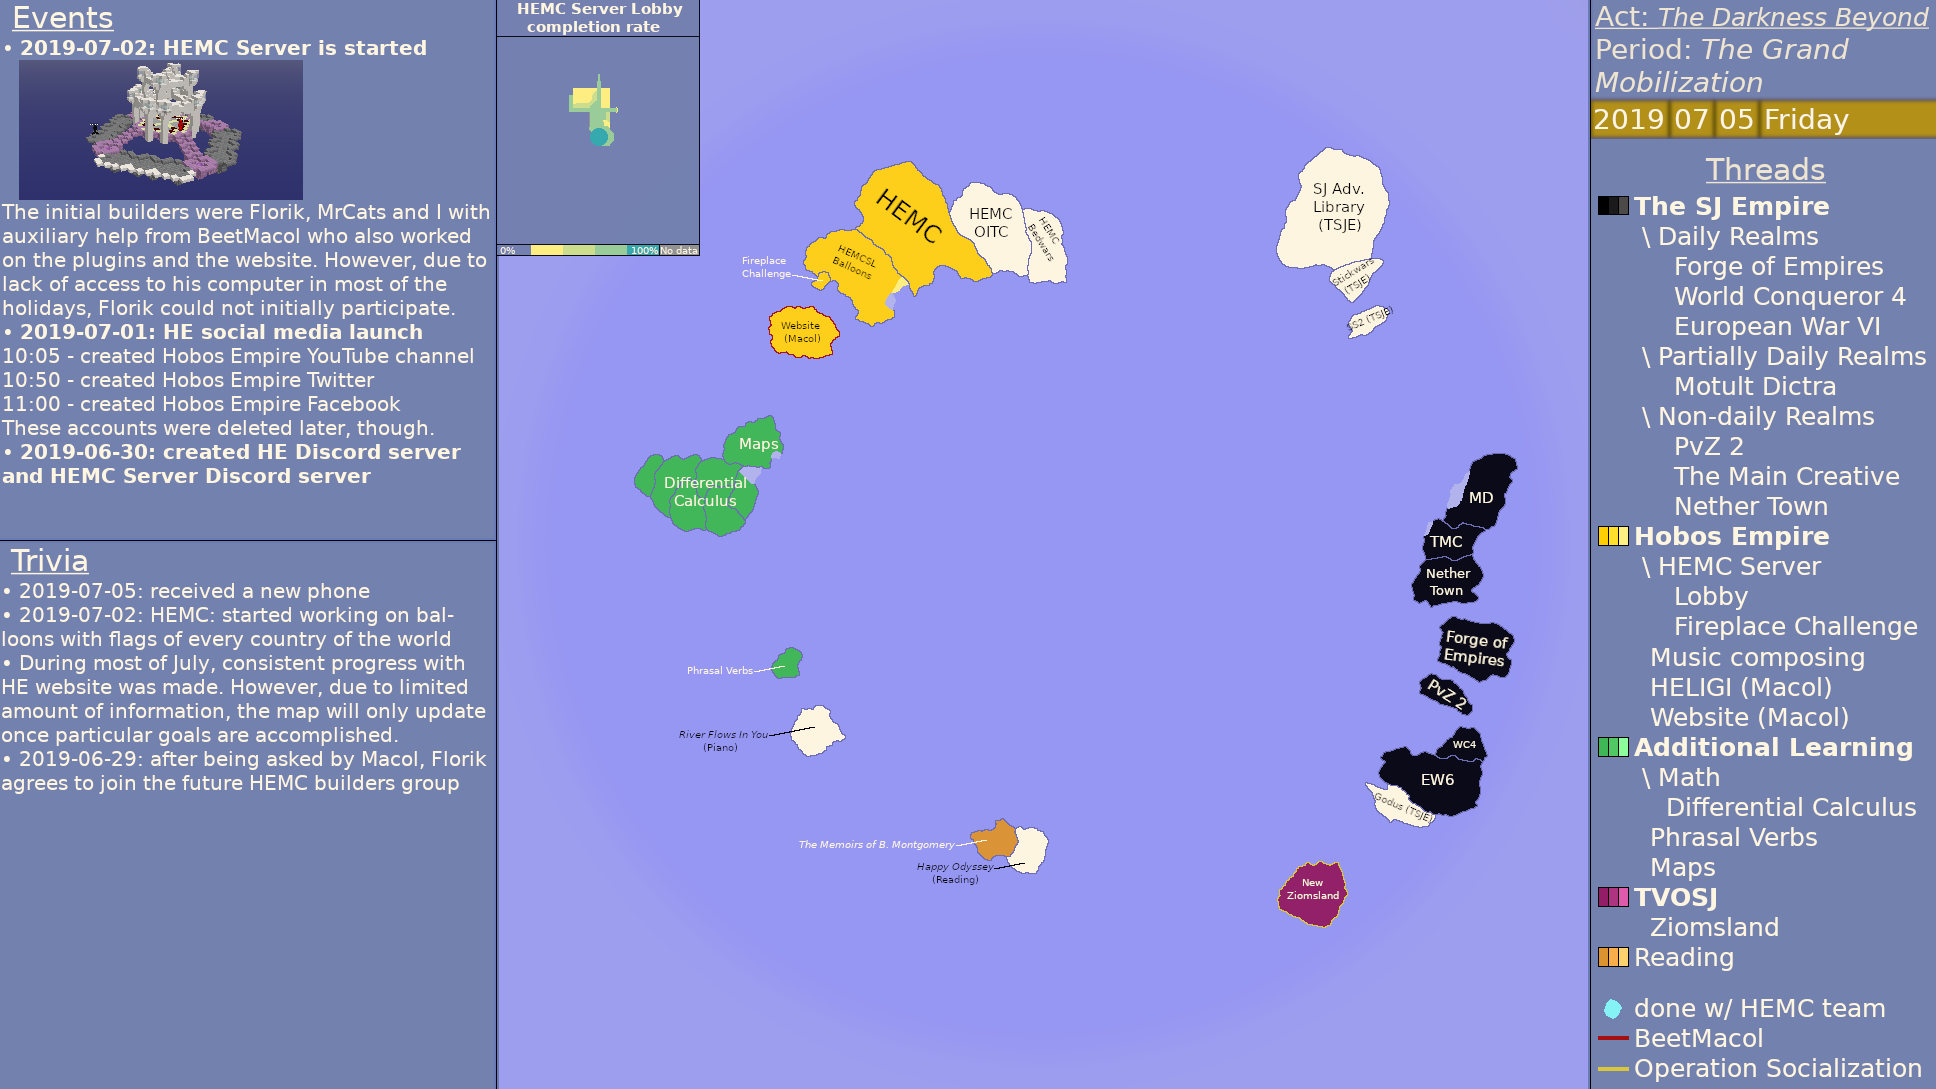 Events
• 2019-07-02: HEMC Server is started
The initial builders were Florik, MrCats and I with
auxiliary help from BeetMacol who also worked
on the plugins and the website. However, due to
lack of access to his computer in most of the
holidays, Florik could not initially participate.
• 2019-07-01: HE social media launch
10:05 - created Hobos Empire YouTube channel
10:50 - created Hobos Empire Twitter
11:00 - created Hobos Empire Facebook
These accounts were deleted later, though.
• 2019-06-30: created HE Discord server
and HEMC Server Discord server
Trivia
• 2019-07-05: received a new phone
• 2019-07-02: HEMC: started working on bal-
loons with flags of every country of the world
• During most of July, consistent progress with
HE website was made. However, due to limited
amount of information, the map will only update
once particular goals are accomplished.
• 2019-06-29: after being asked by Macol, Florik
agrees to join the future HEMC builders group
HEMC Server Lobby
completion rate
0% 100% No data
HEMC
HEMC
OITC
HEMC
Bedwars
HEMCSL
Balloons
Fireplace
Challenge
Website
(Macol)
SJ Adv.
Library
(TSJE)
Stickwars
(TSJE)
SS2 (TSJE)
Maps
Differential
Calculus
MD
TMC
Nether
Town
Forge of
Empires
PvZ 2
WC4
EW6
Godus (TSJE)
Phrasal Verbs
River Flows In You
(Piano)
The Memoirs of B. Montgomery
Happy Odyssey
(Reading)
New
Ziomsland
Act: The Darkness Beyond
Period: The Grand
Mobilization
2019 07 05 Friday
Threads
The SJ Empire
\ Daily Realms
Forge of Empires
World Conqueror 4
European War VI
\ Partially Daily Realms
Motult Dictra
\ Non-daily Realms
PvZ 2
The Main Creative
Nether Town
Hobos Empire
\ HEMC Server
Lobby
Fireplace Challenge
Music composing
HELIGI (Macol)
Website (Macol)
Additional Learning
\ Math
Differential Calculus
Phrasal Verbs
Maps
TVOSJ
Ziomsland
Reading
done w/ HEMC team
BeetMacol
Operation Socialization